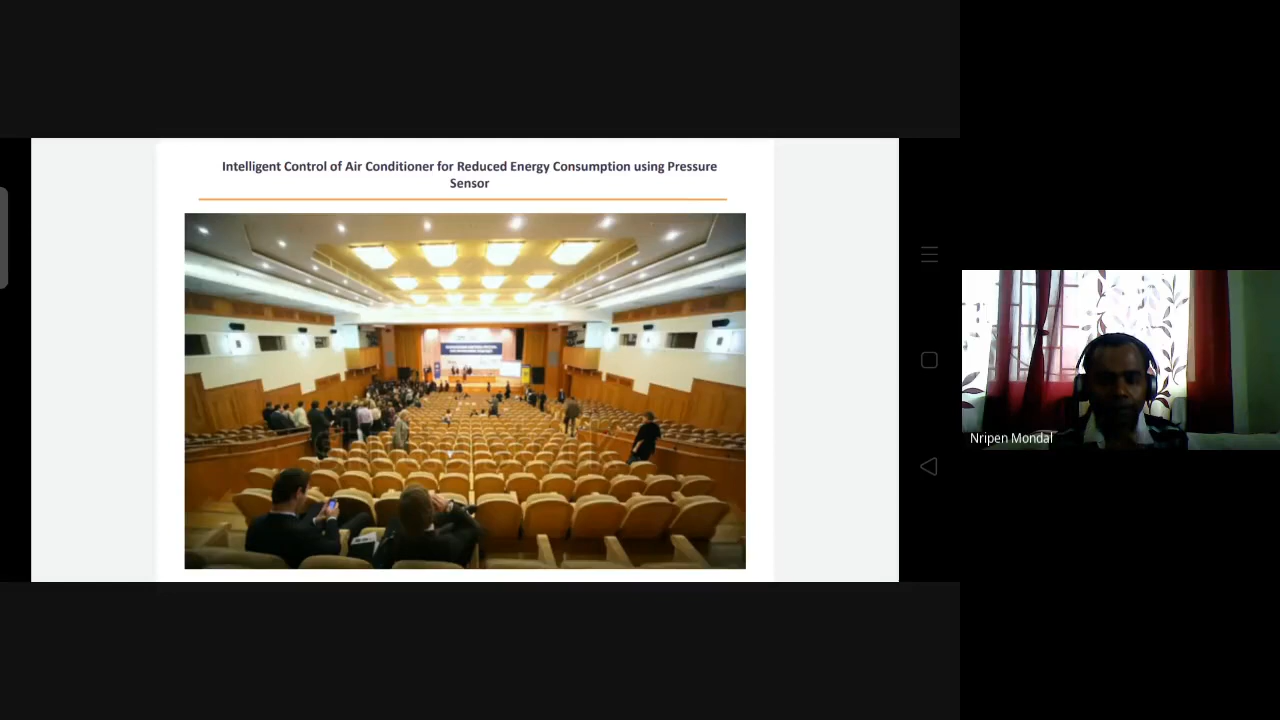 Intelligent Control of Air Conditioner for Reduced Energy Consumption using Pressure
Sensor
Nripen Mondal